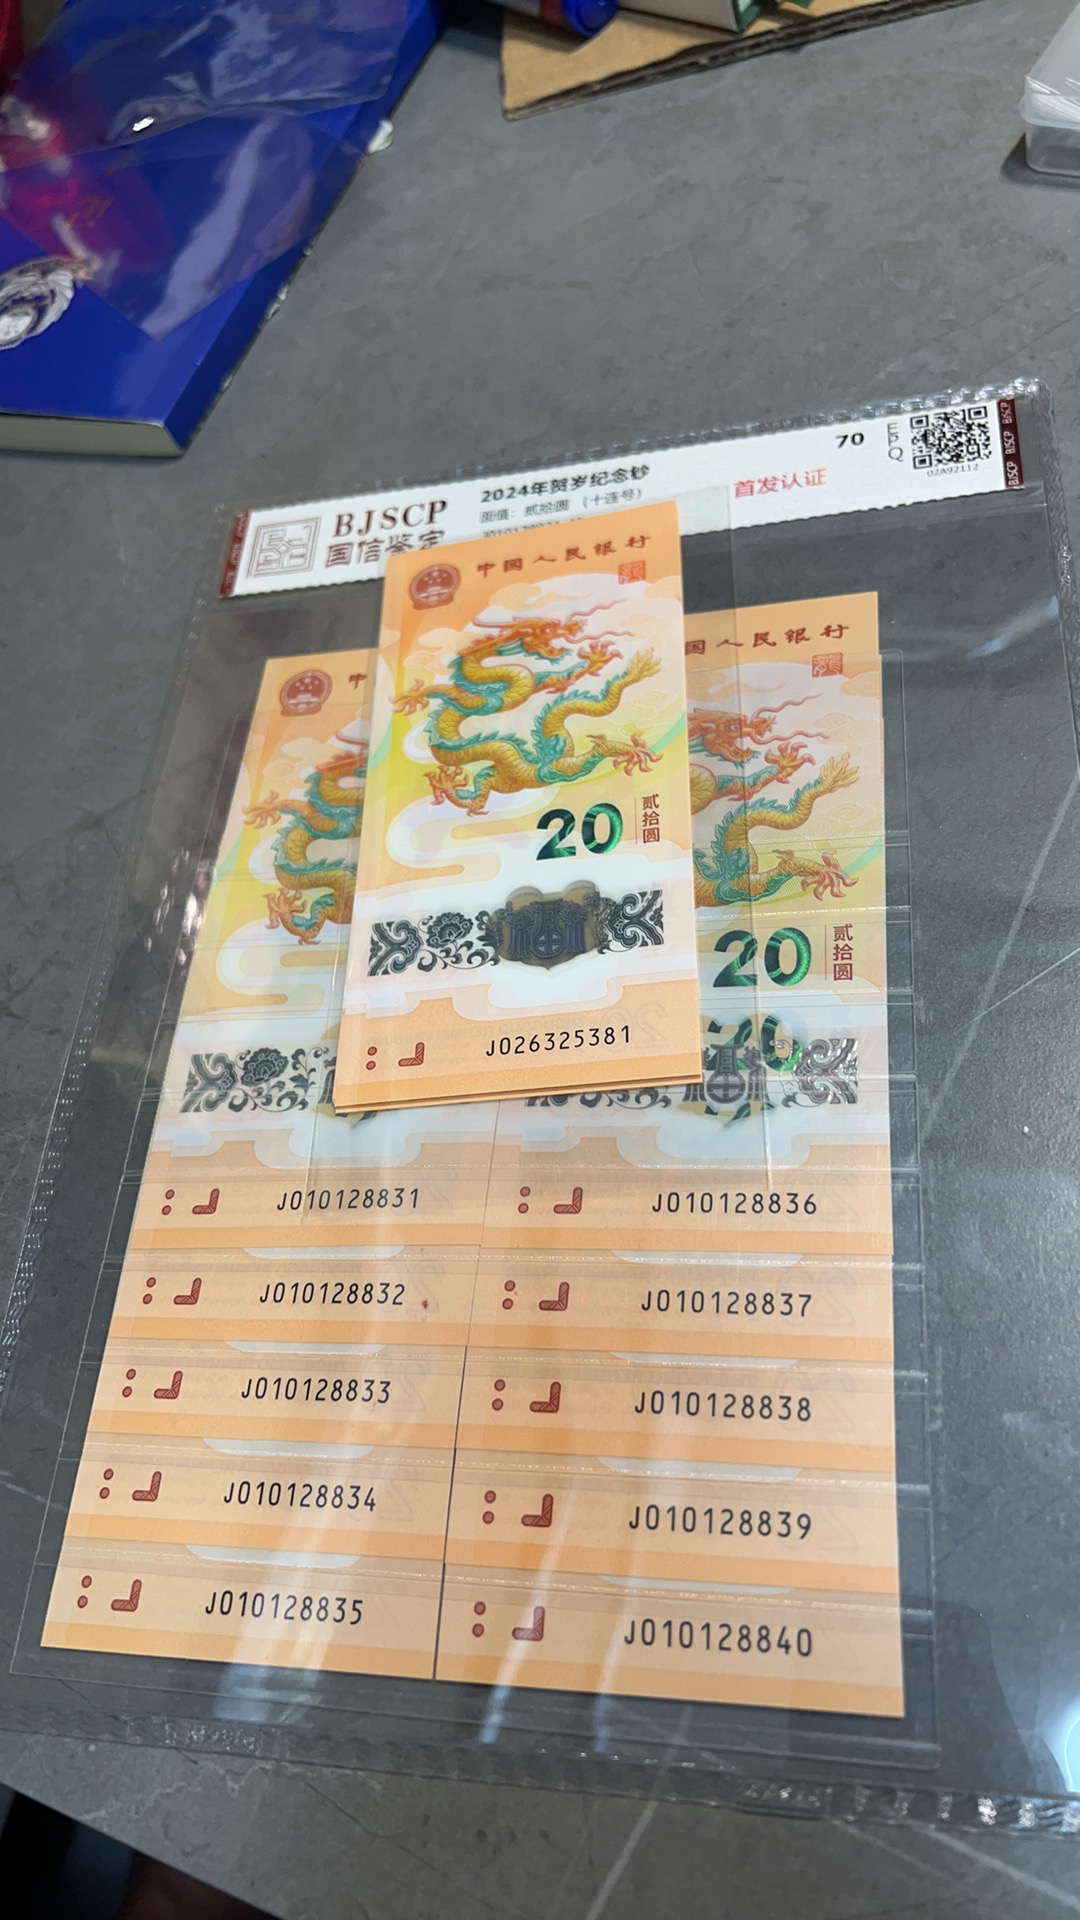 BJSCP
国信鉴定
2024年贺岁纪念钞
面值：贰拾圆 （十连号）
首发认证
70
EPQ
02A92112
BJSCP BJSCP BJSCP
中国人民银行
20
贰拾圆
J026325381
中
国人民银行
20
贰拾圆
20
J010128831
J010128832
J010128833
J010128834
J010128835
J010128836
J010128837
J010128838
J010128839
J010128840